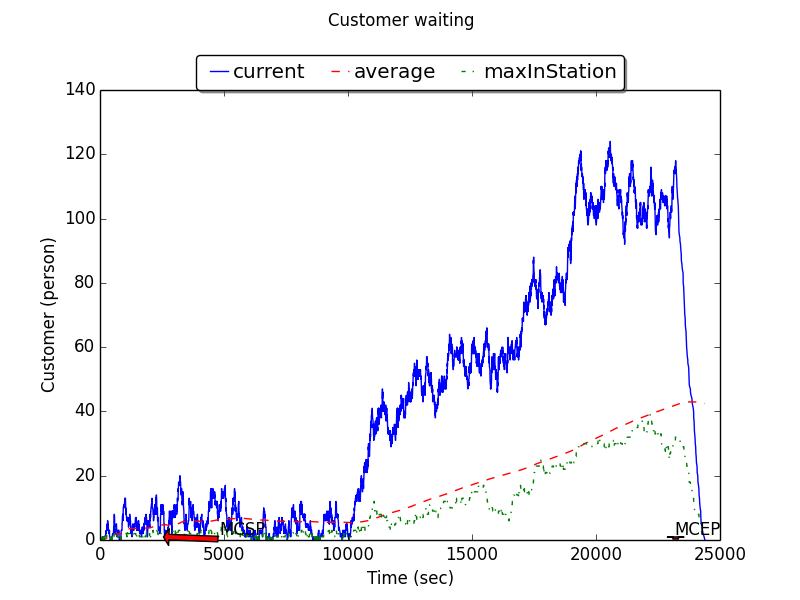 Customer waiting
current average maxInStation
140
120
100
80
60
40
20
0
Customer (person)
MCSP
MCEP
0 5000 10000 15000 20000 25000
Time (sec)